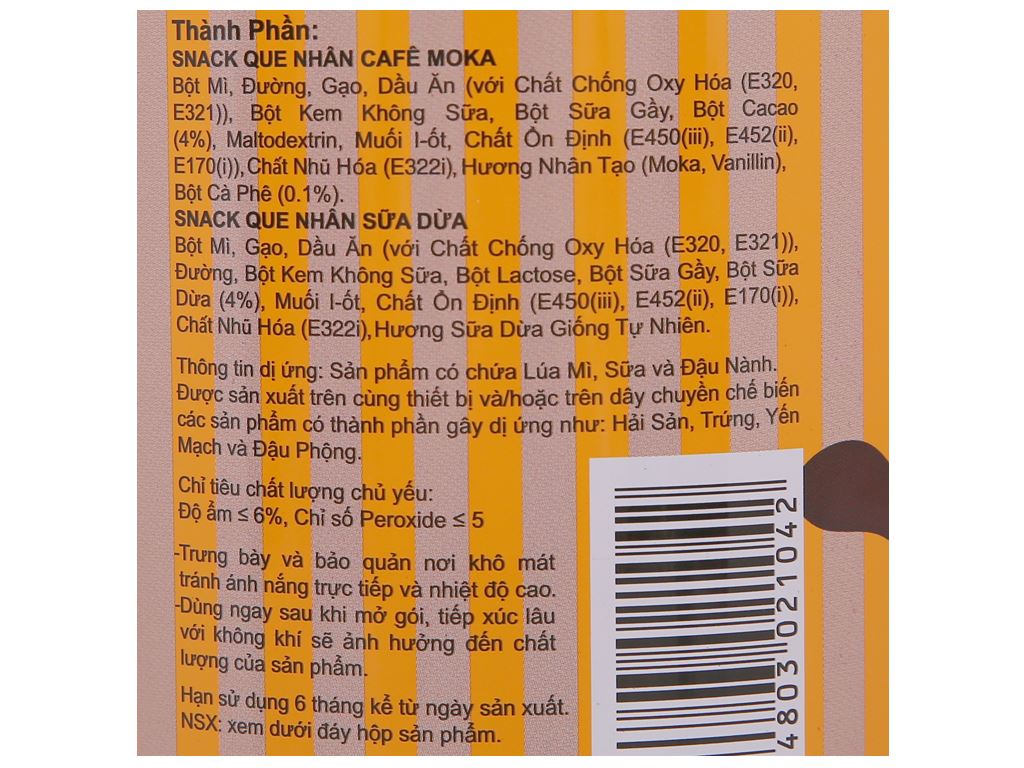 Thành Phần:
SNACK QUE NHÂN CAFÊ MOKA
Bột Mì, Đường, Gạo, Dầu Ăn (với Chất Chống Oxy Hóa (E320,
E321)), Bột Kem Không Sữa, Bột Sữa Gầy, Bột Cacao
(4%), Maltodextrin, Muối I-ốt, Chất Ổn Định (E450(iii), E452(ii),
E170(i)), Chất Nhũ Hóa (E322i), Hương Nhân Tạo (Moka, Vanillin),
Bột Cà Phê (0.1%).
SNACK QUE NHÂN SỮA DỪA
Bột Mì, Gạo, Dầu Ăn (với Chất Chống Oxy Hóa (E320, E321)),
Đường, Bột Kem Không Sữa, Bột Lactose, Bột Sữa Gầy, Bột Sữa
Dừa (4%), Muối I-ốt, Chất Ổn Định (E450(iii), E452(ii), E170(i)),
Chất Nhũ Hóa (E322i), Hương Sữa Dừa Giống Tự Nhiên.
Thông tin dị ứng: Sản phẩm có chứa Lúa Mì, Sữa và Đậu Nành.
Được sản xuất trên cùng thiết bị và/hoặc trên dây chuyền chế biến
các sản phẩm có thành phần gây dị ứng như: Hải Sản, Trứng, Yến
Mạch và Đậu Phộng.
Chỉ tiêu chất lượng chủ yếu:
Độ ẩm ≤ 6%, Chỉ số Peroxide ≤ 5
-Trưng bày và bảo quản nơi khô mát
tránh ánh nắng trực tiếp và nhiệt độ cao.
-Dùng ngay sau khi mở gói, tiếp xúc lâu
với không khí sẽ ảnh hưởng đến chất
lượng của sản phẩm.
Hạn sử dụng 6 tháng kể từ ngày sản xuất.
NSX: xem dưới đáy hộp sản phẩm.
4803021042